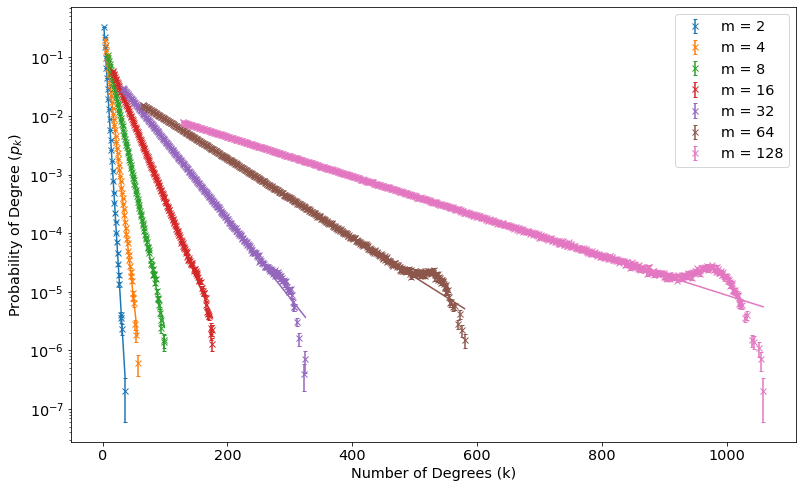 10⁻¹
10⁻²
10⁻³
10⁻⁴
10⁻⁵
10⁻⁶
10⁻⁷
Probability of Degree (pₖ)
0 200 400 600 800 1000
Number of Degrees (k)
m = 2
m = 4
m = 8
m = 16
m = 32
m = 64
m = 128